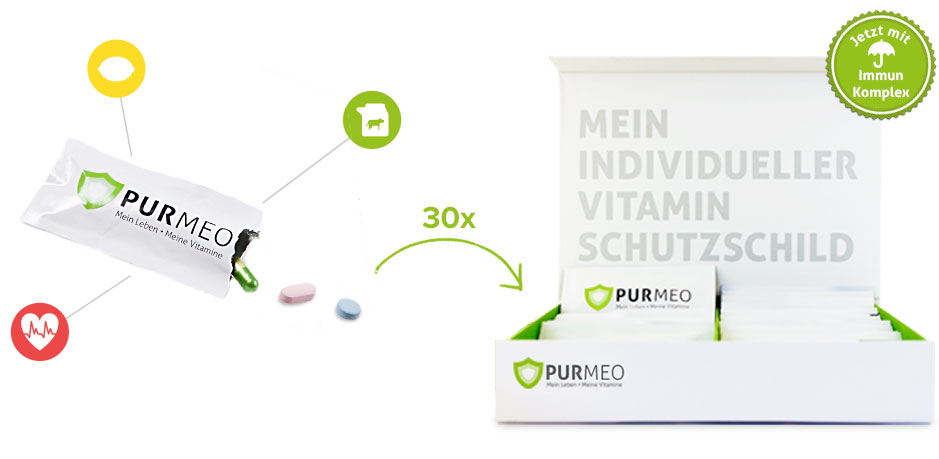 PURMEO
Mein Leben • Meine Vitamine
30x
Jetzt mit
Immun
Komplex
MEIN
INDIVIDUELLER
VITAMIN
SCHUTZSCHILD
PURMEO
Mein Leben • Meine Vitamine
PURMEO
Mein Leben • Meine Vitamine